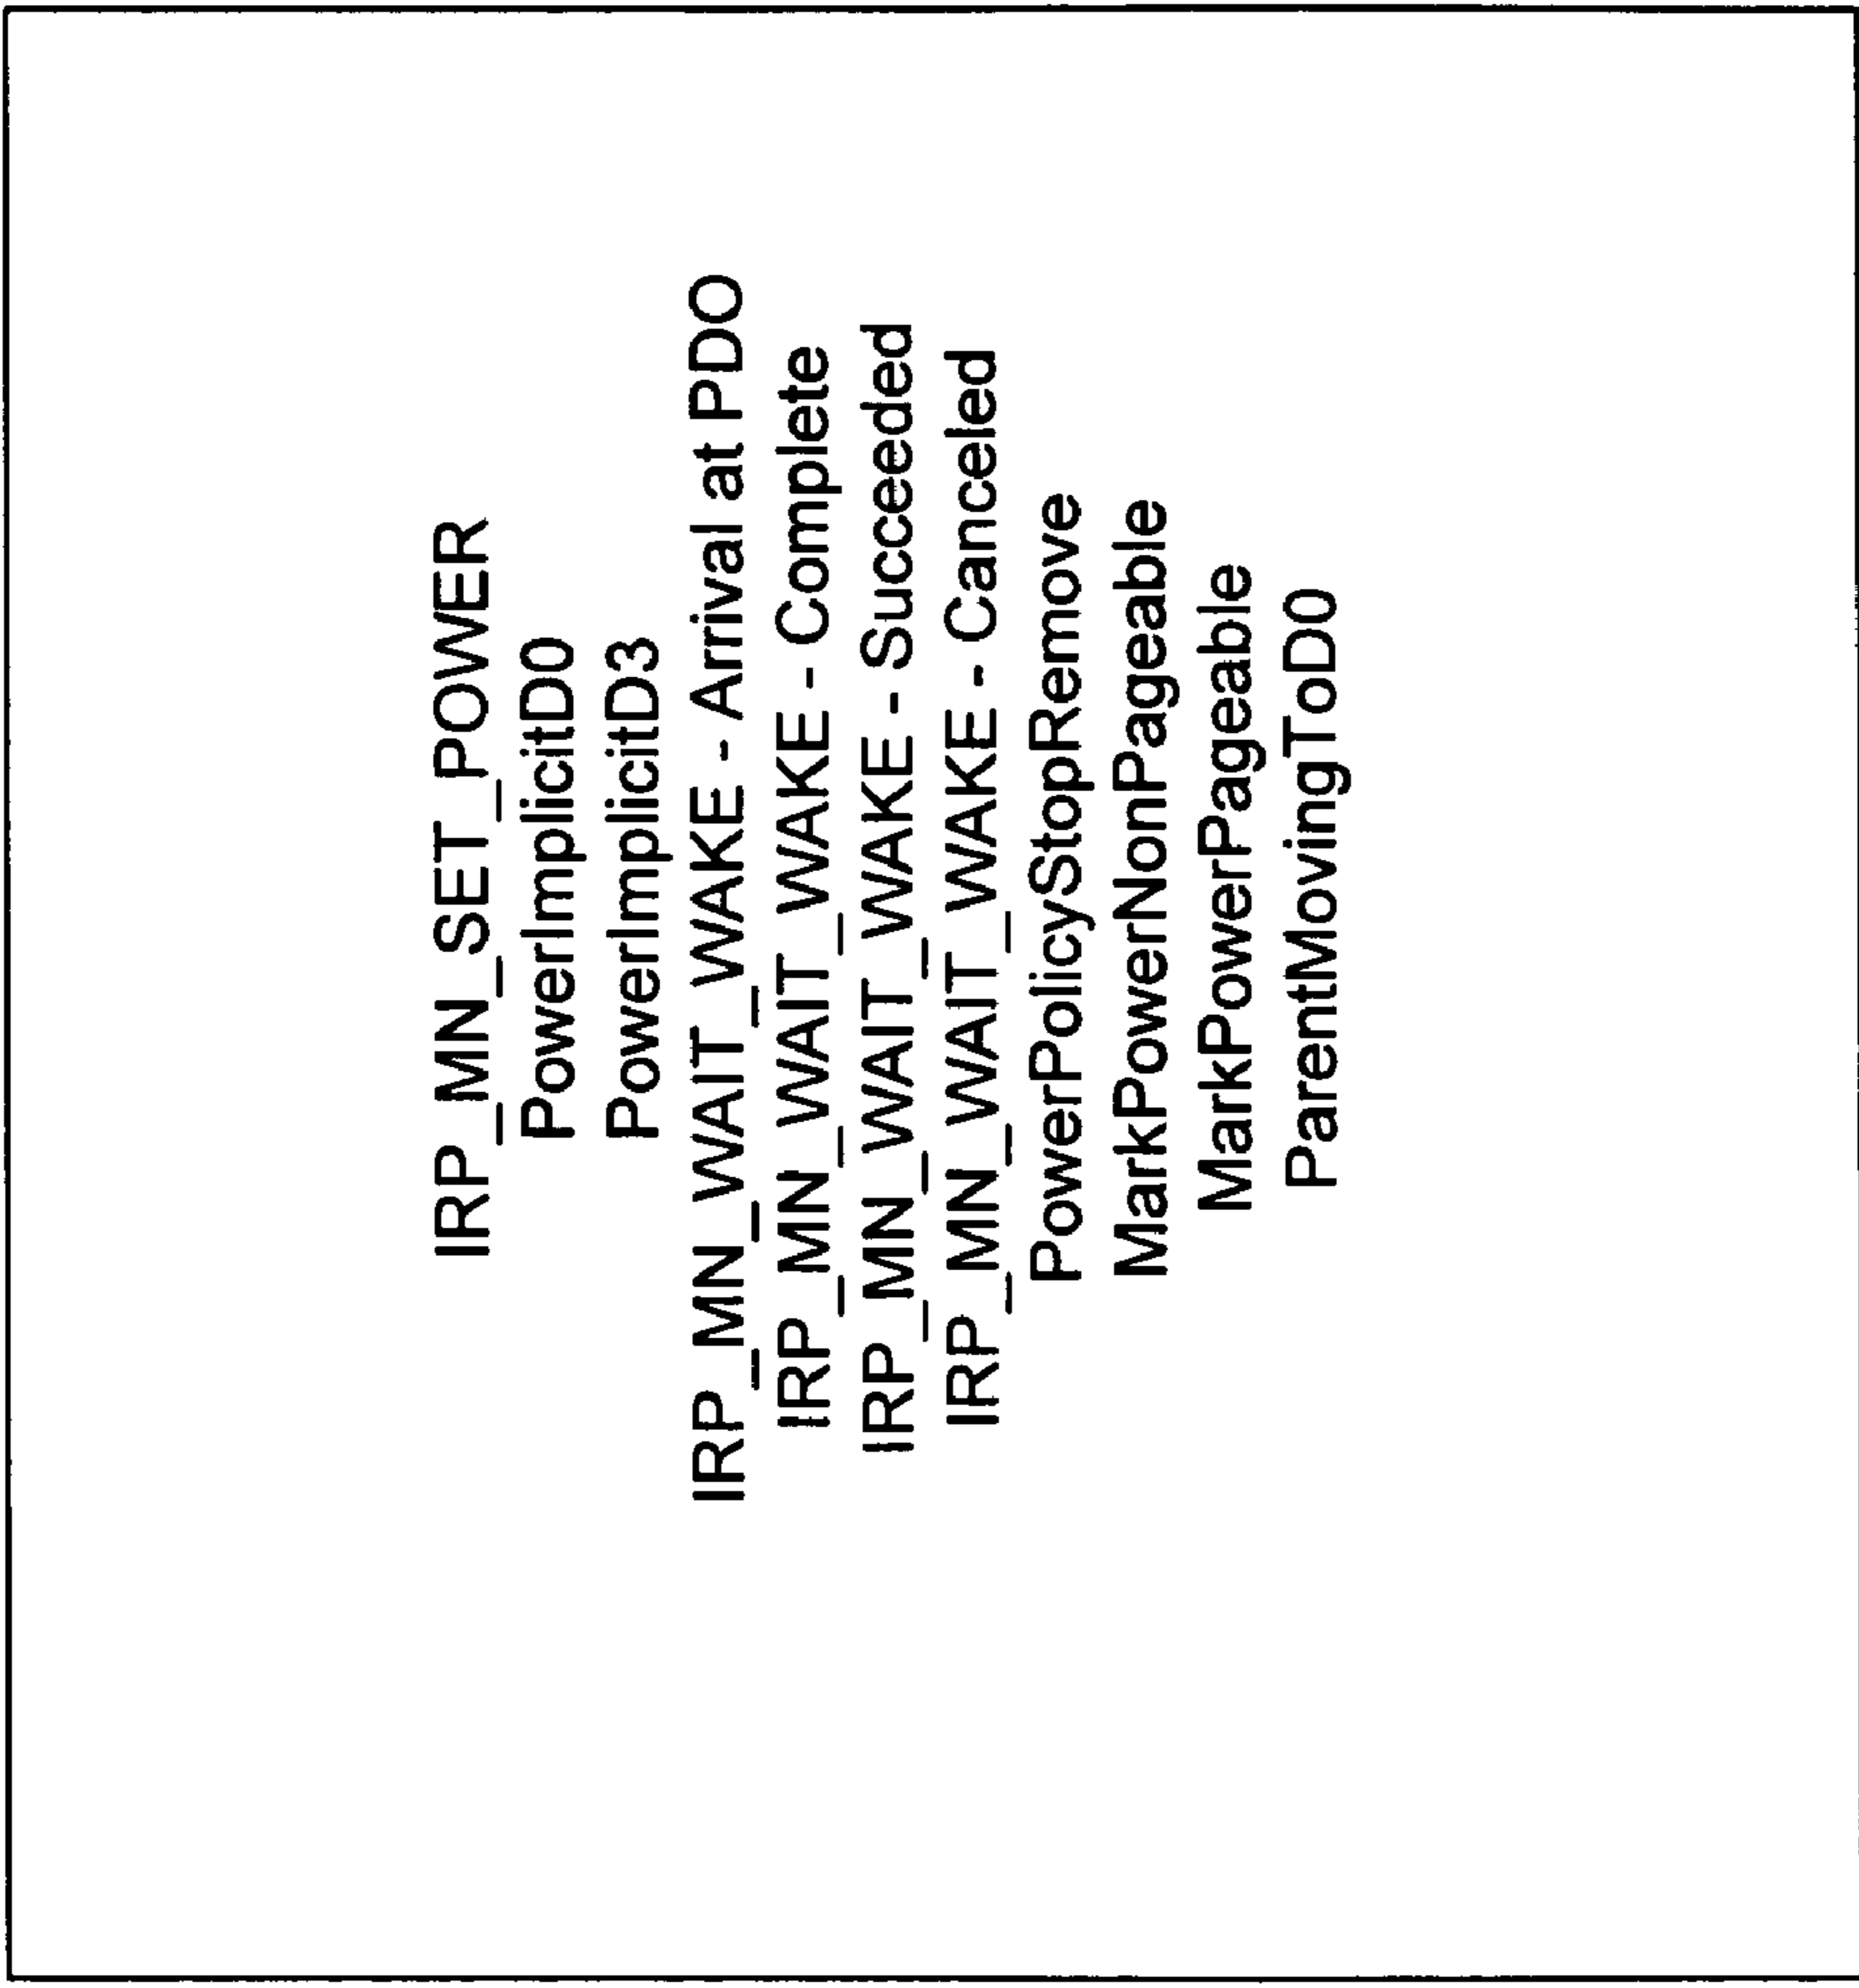 IRP_MN_SET_POWER
PowerImplicitD0
PowerImplicitD3
IRP_MN_WAIT_WAKE - Arrival at PDO
IRP_MN_WAIT_WAKE - Complete
IRP_MN_WAIT_WAKE - Succeeded
IRP_MN_WAIT_WAKE - Canceled
PowerPolicyStopRemove
MarkPowerNonPageable
MarkPowerPageable
ParentMovingToD0